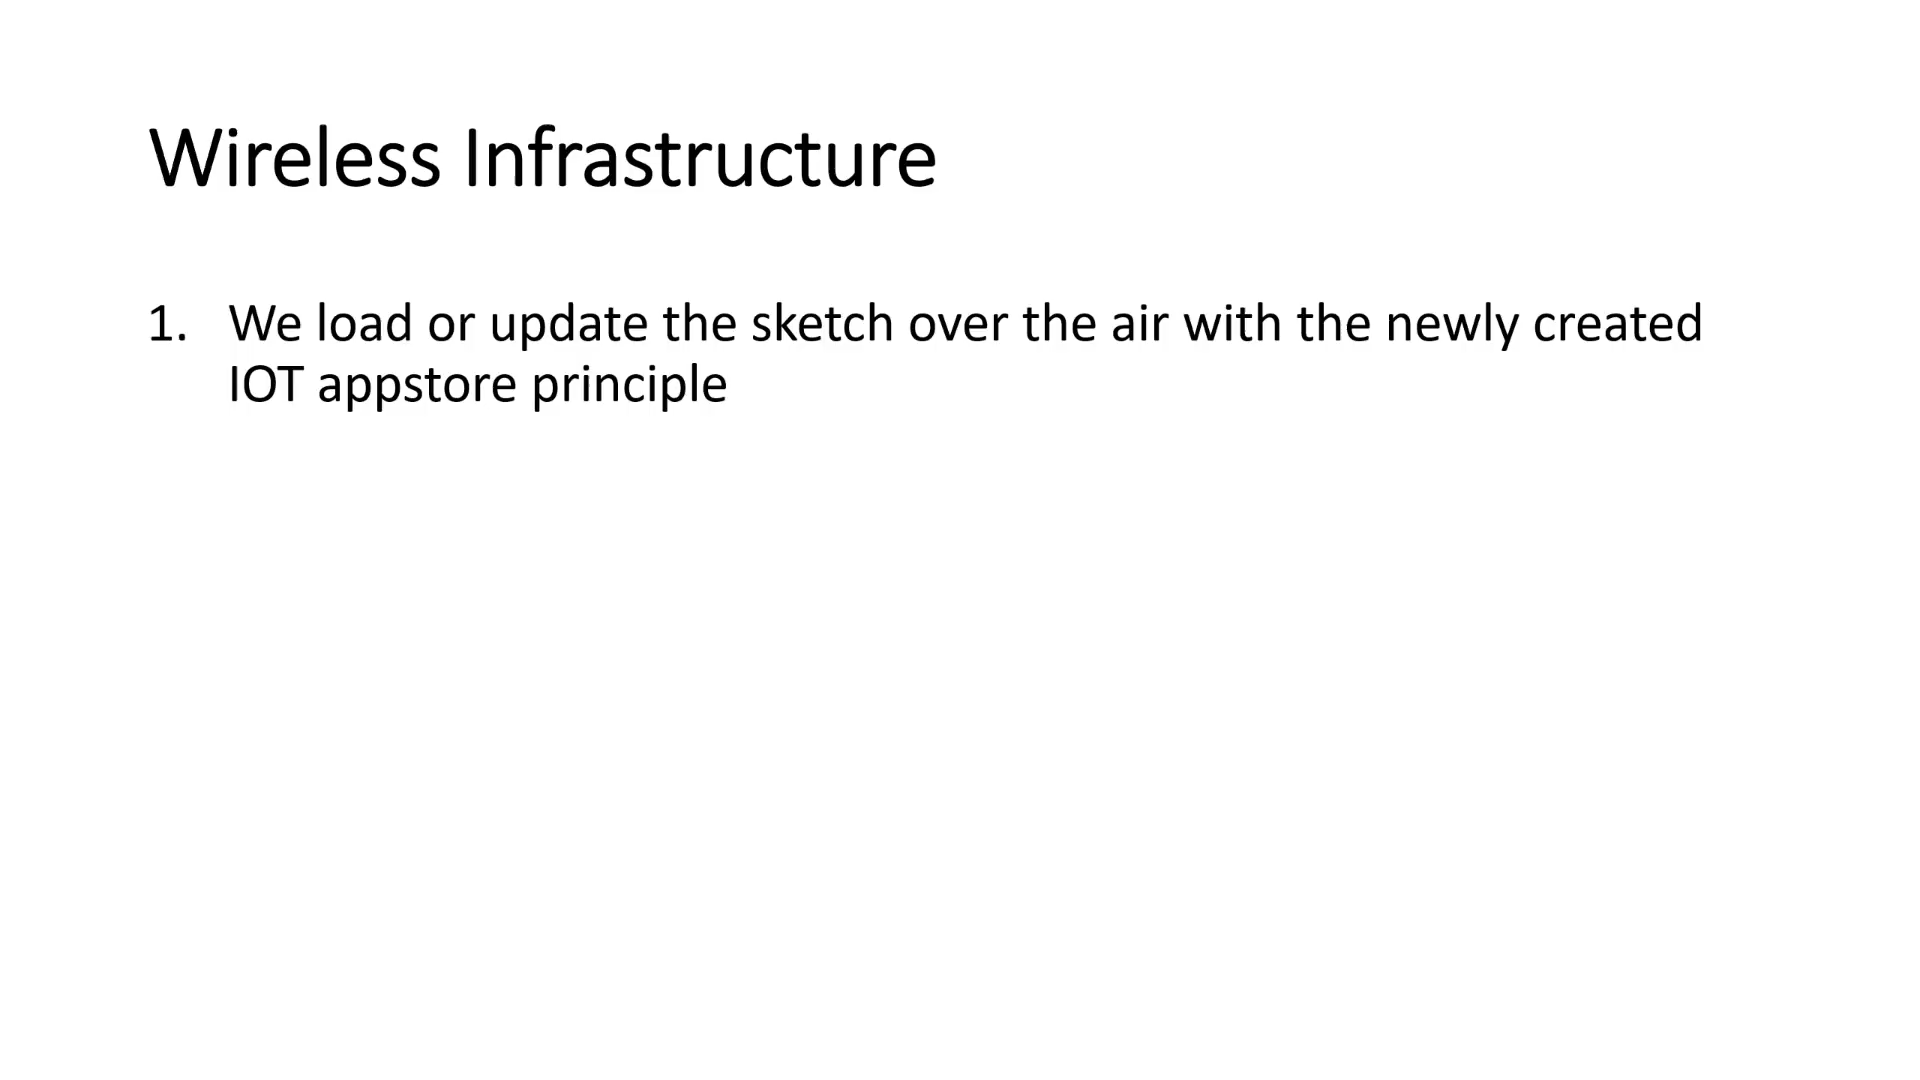 Wireless Infrastructure
1. We load or update the sketch over the air with the newly created
IOT appstore principle